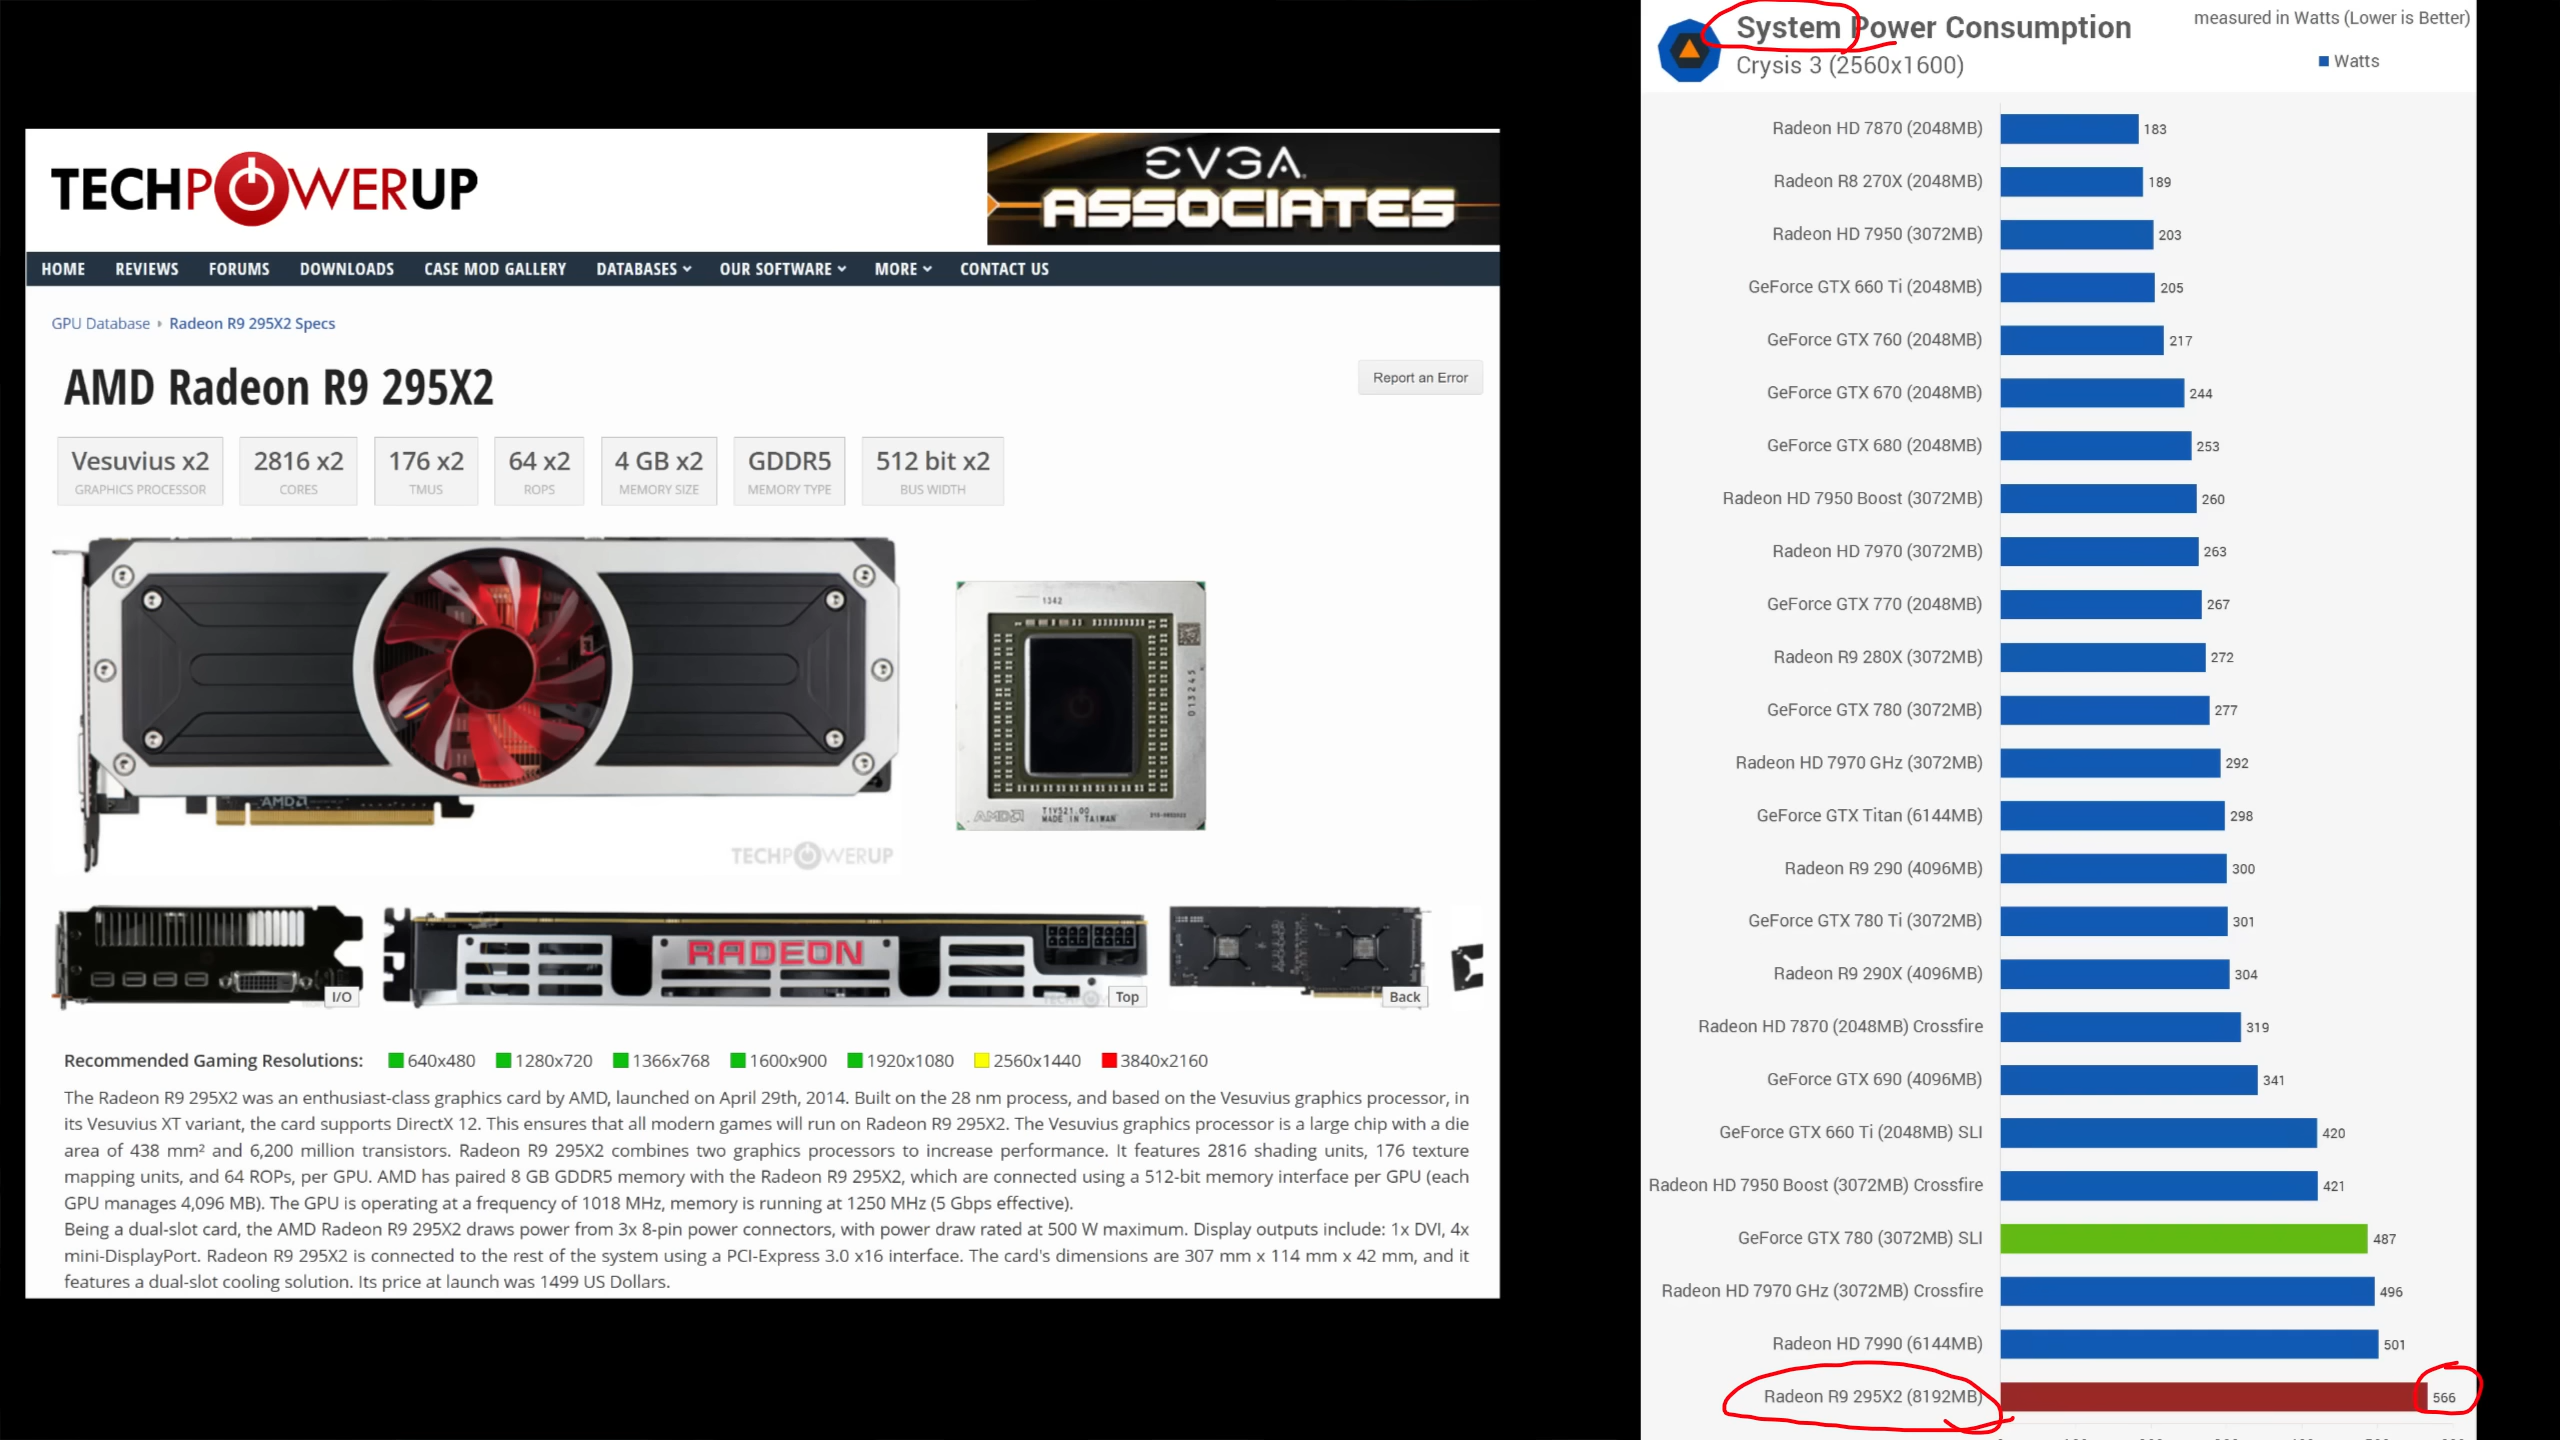 TECHPOWERUP
EVGA
ASSOCIATES
HOME REVIEWS FORUMS DOWNLOADS CASE MOD GALLERY DATABASES OUR SOFTWARE MORE CONTACT US
GPU Database Radeon R9 295X2 Specs
AMD Radeon R9 295X2
Report an Error
Vesuvius x2 2816 x2 176 x2 64 x2 4 GB x2 GDDR5 512 bit x2
GRAPHICS PROCESSOR CORES TMUS ROPS MEMORY SIZE MEMORY TYPE BUS WIDTH
1342
013245
AMD
T1V521.00
MADE IN TAIWAN
AMD
TECHPOWERUP
RADEON
I/O Top Back
Recommended Gaming Resolutions: 640x480 1280x720 1366x768 1600x900 1920x1080 2560x1440 3840x2160
The Radeon R9 295X2 was an enthusiast-class graphics card by AMD, launched on April 29th, 2014. Built on the 28 nm process, and based on the Vesuvius graphics processor, in
its Vesuvius XT variant, the card supports DirectX 12. This ensures that all modern games will run on Radeon R9 295X2. The Vesuvius graphics processor is a large chip with a die
area of 438 mm² and 6,200 million transistors. Radeon R9 295X2 combines two graphics processors to increase performance. It features 2816 shading units, 176 texture
mapping units, and 64 ROPs, per GPU. AMD has paired 8 GB GDDR5 memory with the Radeon R9 295X2, which are connected using a 512-bit memory interface per GPU (each
GPU manages 4,096 MB). The GPU is operating at a frequency of 1018 MHz, memory is running at 1250 MHz (5 Gbps effective).
Being a dual-slot card, the AMD Radeon R9 295X2 draws power from 3x 8-pin power connectors, with power draw rated at 500 W maximum. Display outputs include: 1x DVI, 4x
mini-DisplayPort. Radeon R9 295X2 is connected to the rest of the system using a PCI-Express 3.0 x16 interface. The card's dimensions are 307 mm x 114 mm x 42 mm, and it
features a dual-slot cooling solution. Its price at launch was 1499 US Dollars.
System Power Consumption
measured in Watts (Lower is Better)
Crysis 3 (2560x1600)
Watts
Radeon HD 7870 (2048MB) 183
Radeon R8 270X (2048MB) 189
Radeon HD 7950 (3072MB) 203
GeForce GTX 660 Ti (2048MB) 205
GeForce GTX 760 (2048MB) 217
GeForce GTX 670 (2048MB) 244
GeForce GTX 680 (2048MB) 253
Radeon HD 7950 Boost (3072MB) 260
Radeon HD 7970 (3072MB) 263
GeForce GTX 770 (2048MB) 267
Radeon R9 280X (3072MB) 272
GeForce GTX 780 (3072MB) 277
Radeon HD 7970 GHz (3072MB) 292
GeForce GTX Titan (6144MB) 298
Radeon R9 290 (4096MB) 300
GeForce GTX 780 Ti (3072MB) 301
Radeon R9 290X (4096MB) 304
Radeon HD 7870 (2048MB) Crossfire 319
GeForce GTX 690 (4096MB) 341
GeForce GTX 660 Ti (2048MB) SLI 420
Radeon HD 7950 Boost (3072MB) Crossfire 421
GeForce GTX 780 (3072MB) SLI 487
Radeon HD 7970 GHz (3072MB) Crossfire 496
Radeon HD 7990 (6144MB) 501
Radeon R9 295X2 (8192MB) 566